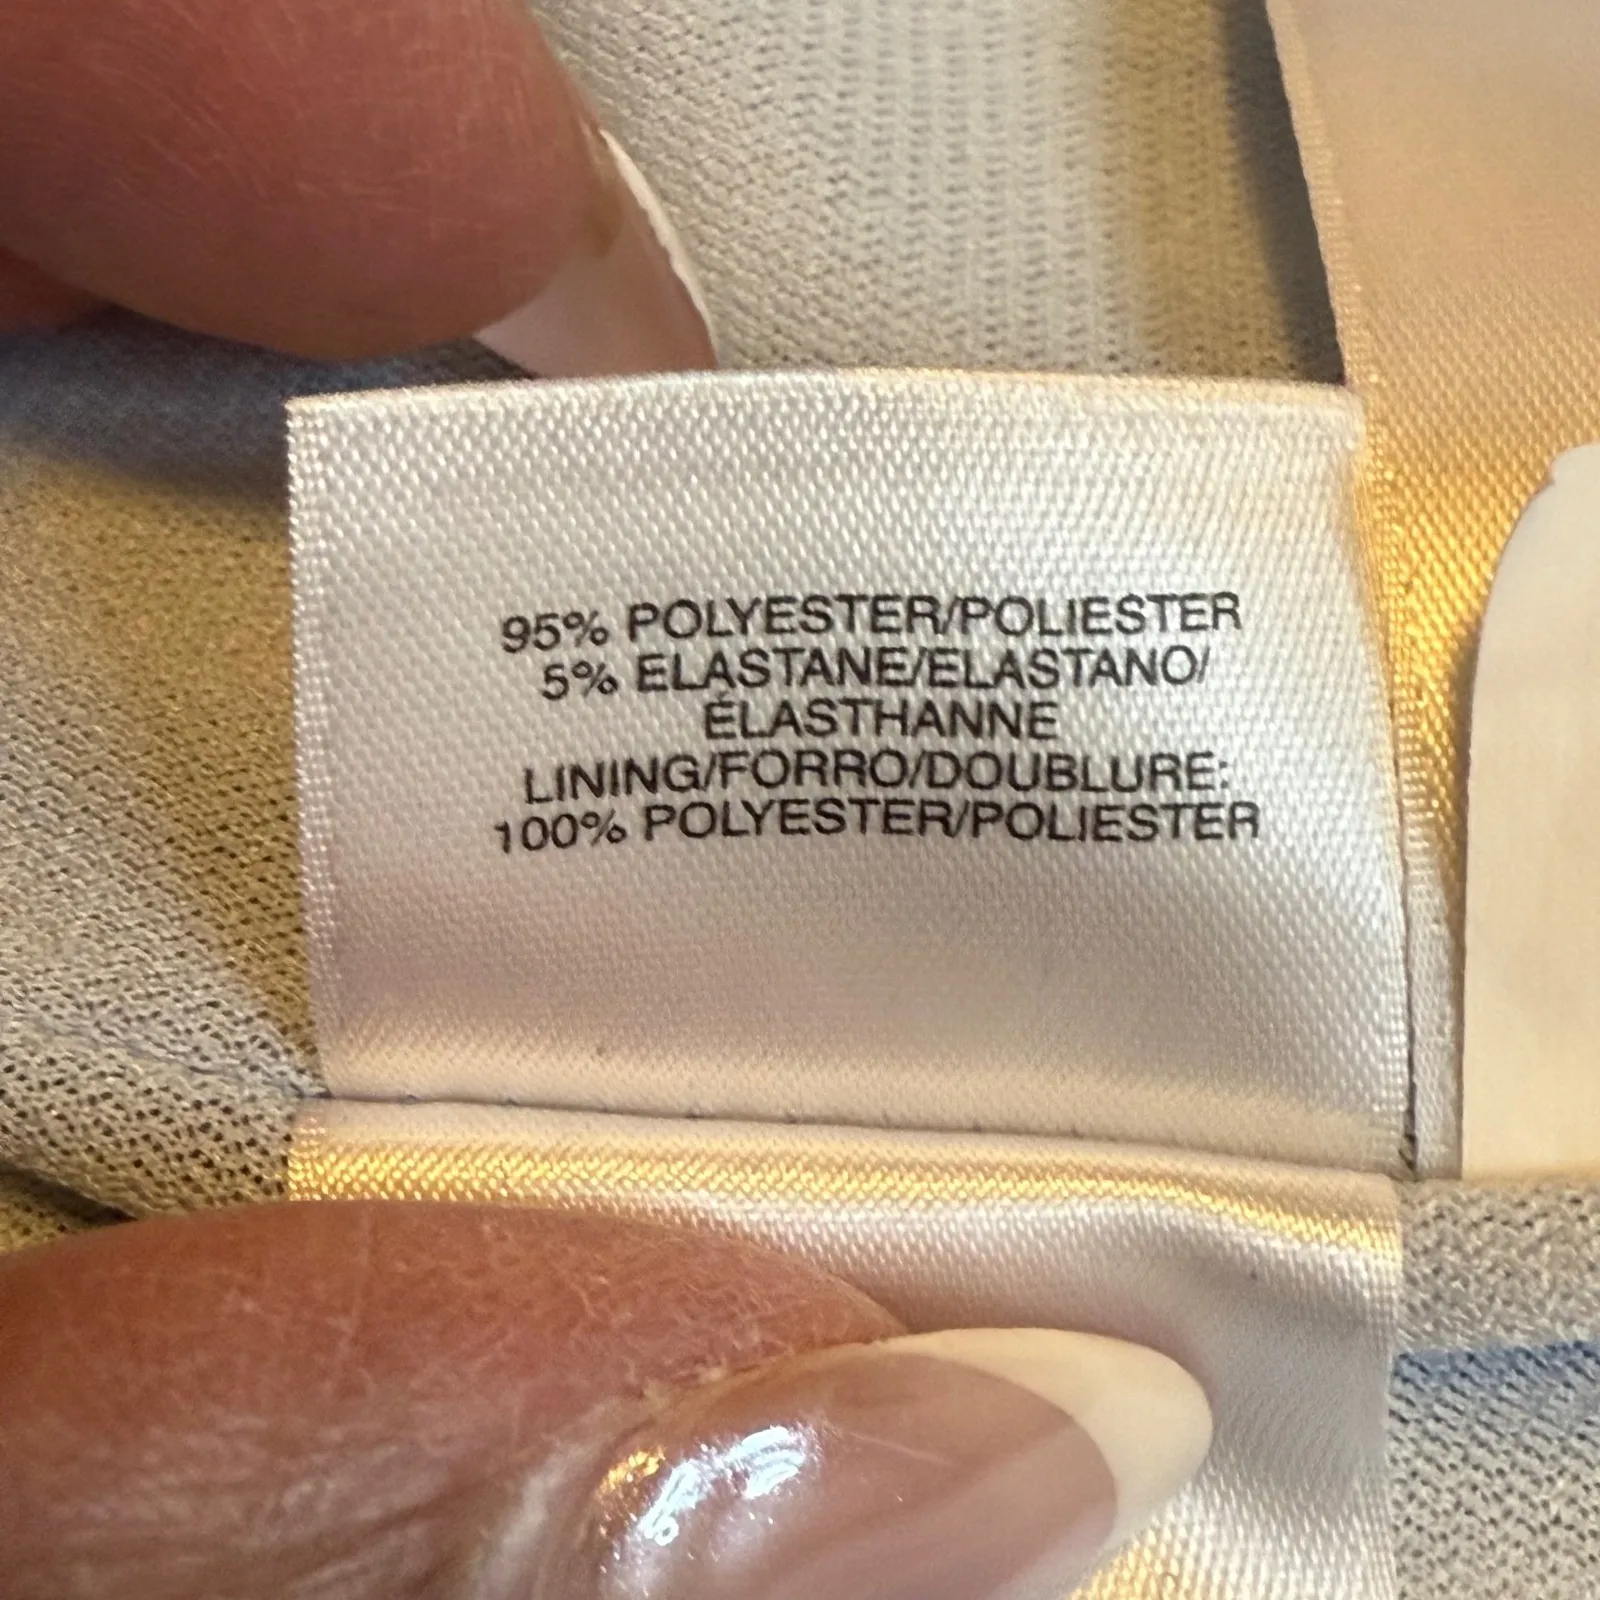 95% POLYESTER/POLIESTER
5% ELASTANE/ELASTANO/
ÉLASTHANNE
LINING/FORRO/DOUBLURE:
100% POLYESTER/POLIESTER